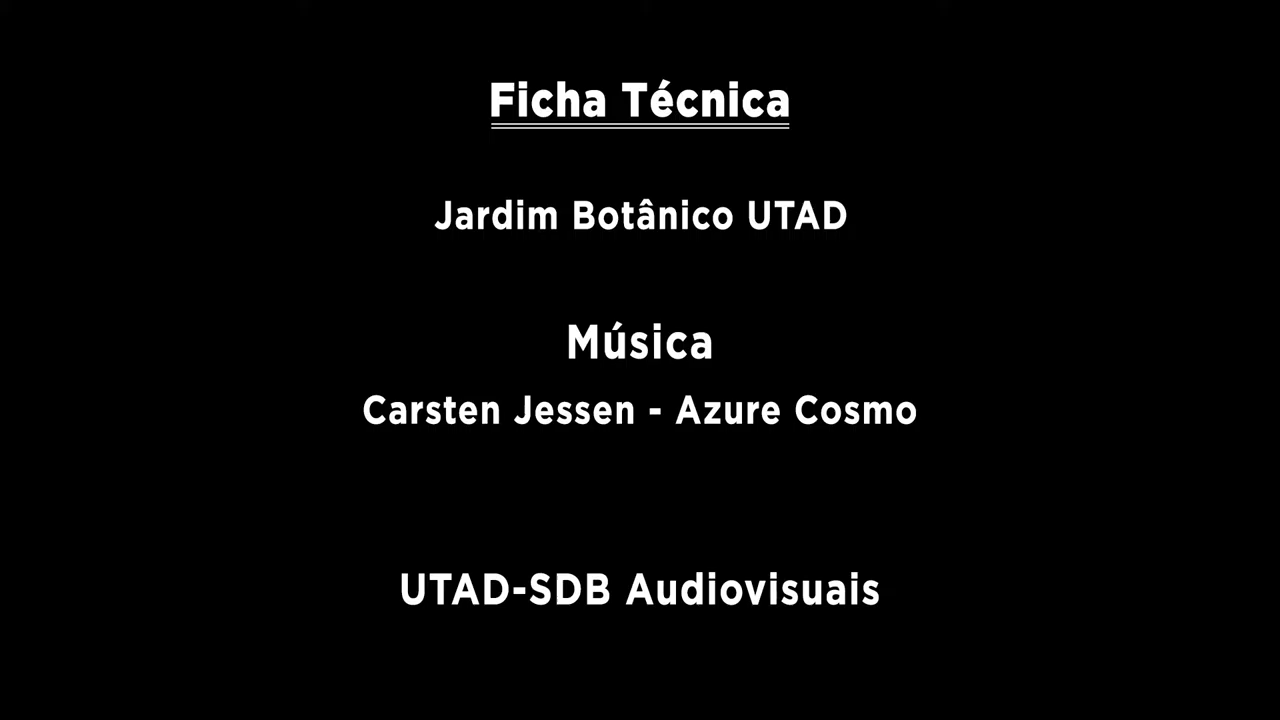 Ficha Técnica
Jardim Botânico UTAD
Música
Carsten Jessen - Azure Cosmo
UTAD-SDB Audiovisuais